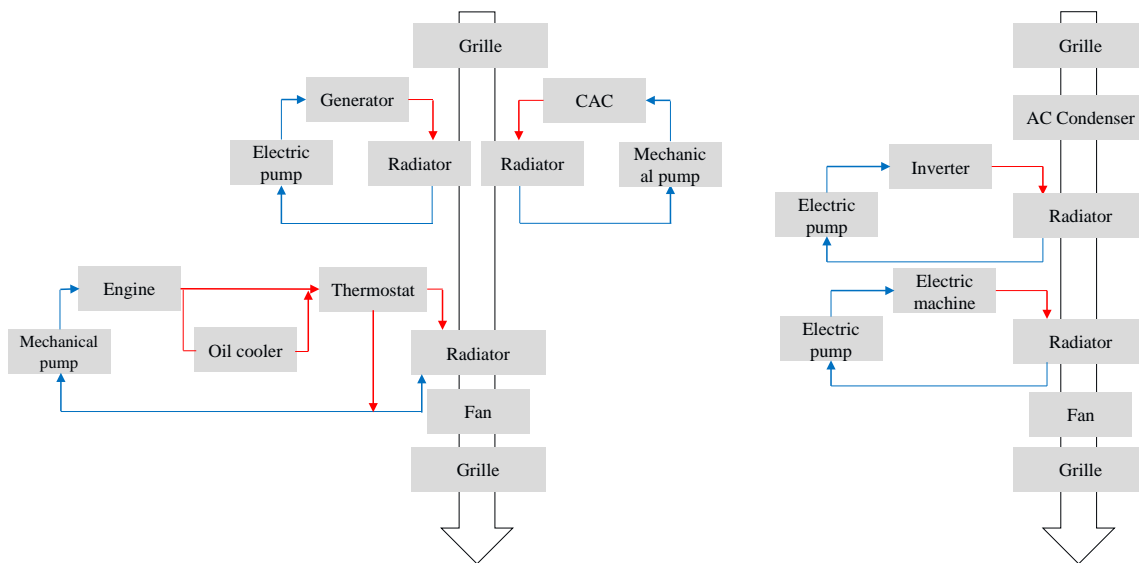 Grille
Generator
CAC
Electric
pump
Radiator
Radiator
Mechanic
al pump
Engine
Thermostat
Mechanical
pump
Oil cooler
Radiator
Fan
Grille
Grille
AC Condenser
Inverter
Electric
pump
Radiator
Electric
machine
Electric
pump
Radiator
Fan
Grille